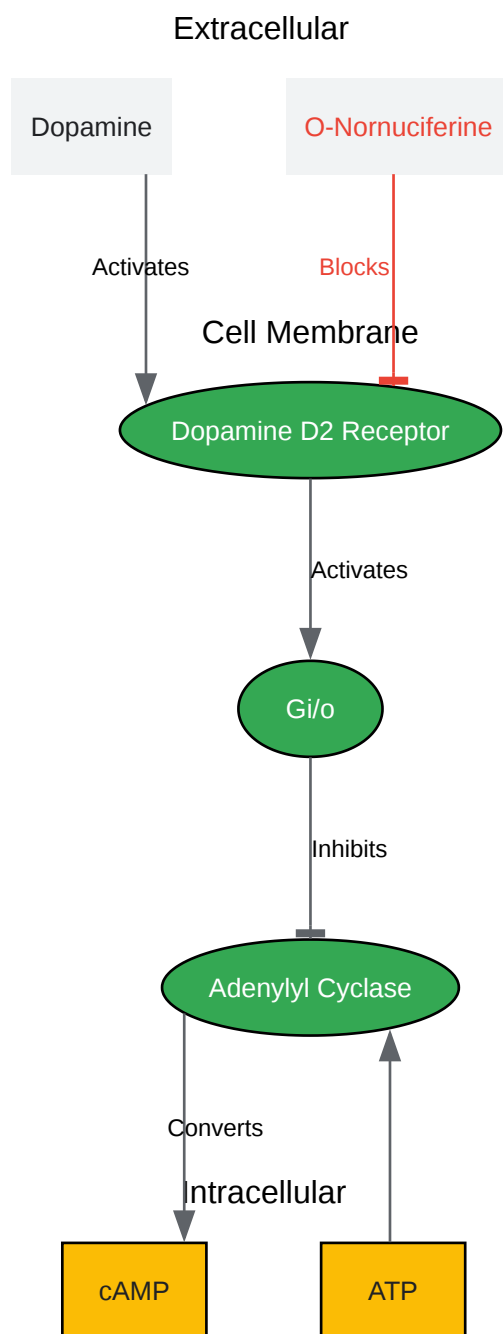 Extracellular
Dopamine
O-Nornuciferine
Activates
Blocks
Cell Membrane
Dopamine D2 Receptor
Activates
Gi/o
Inhibits
Adenylyl Cyclase
Converts
Intracellular
cAMP
ATP